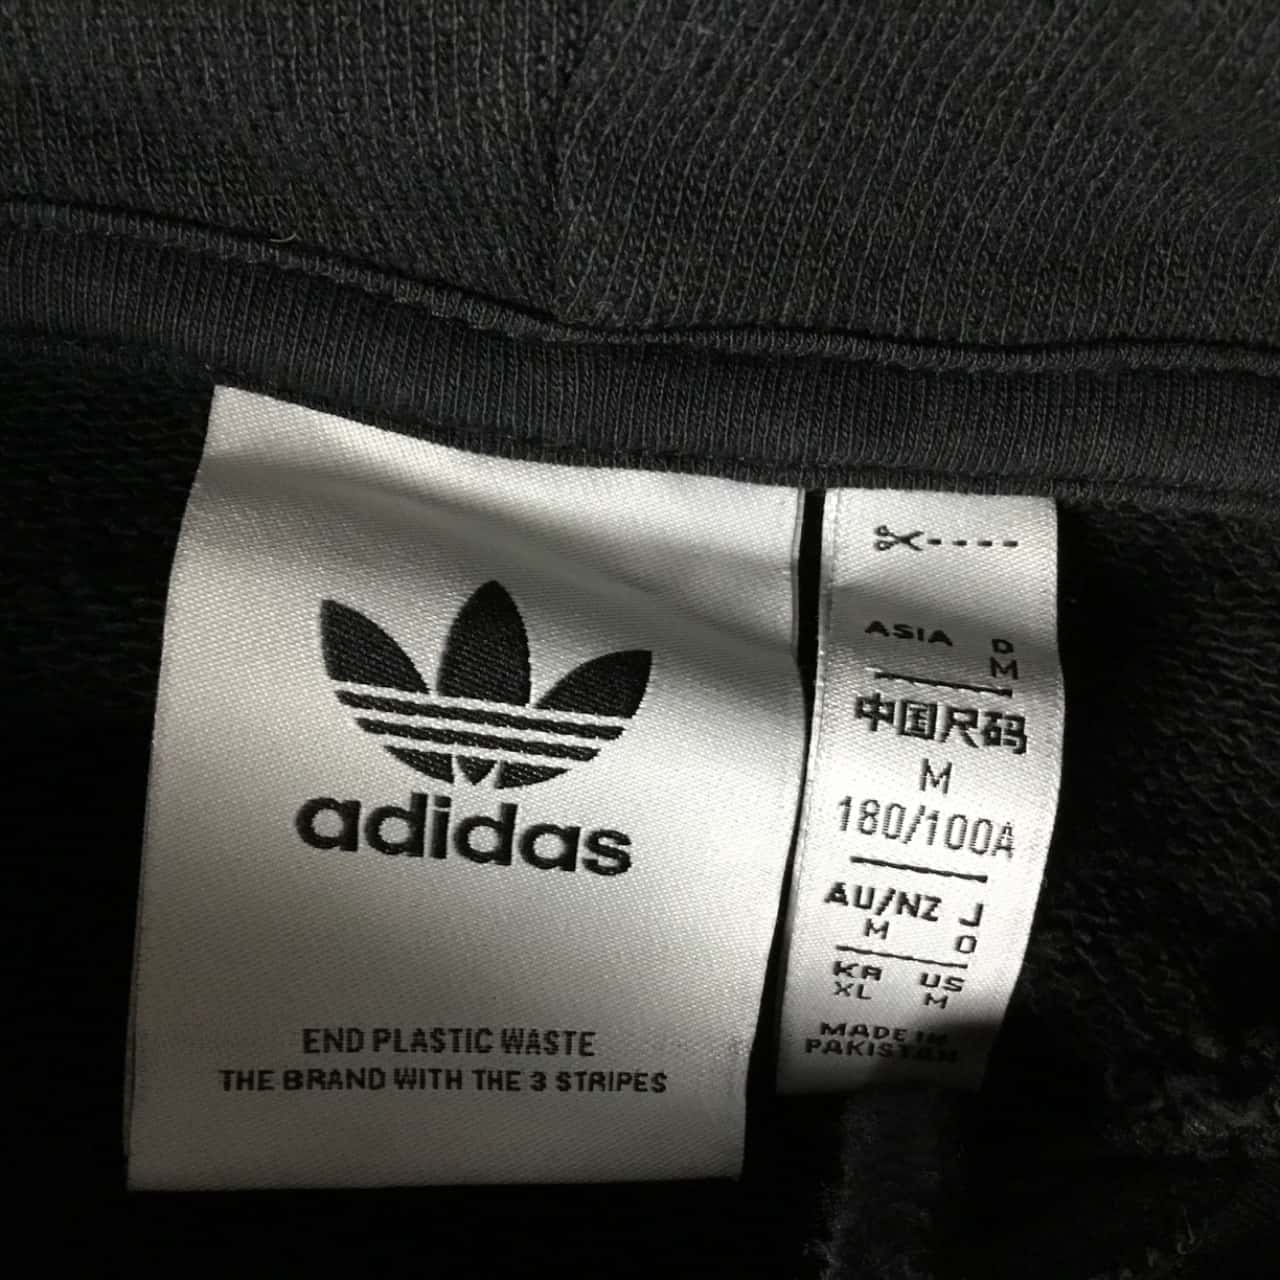 adidas
END PLASTIC WASTE
THE BRAND WITH THE 3 STRIPES
ASIA D
M
中国尺码
M
180/100A
AU/NZ J
M O
KR US
XL M
MADE IN
PAKISTAN